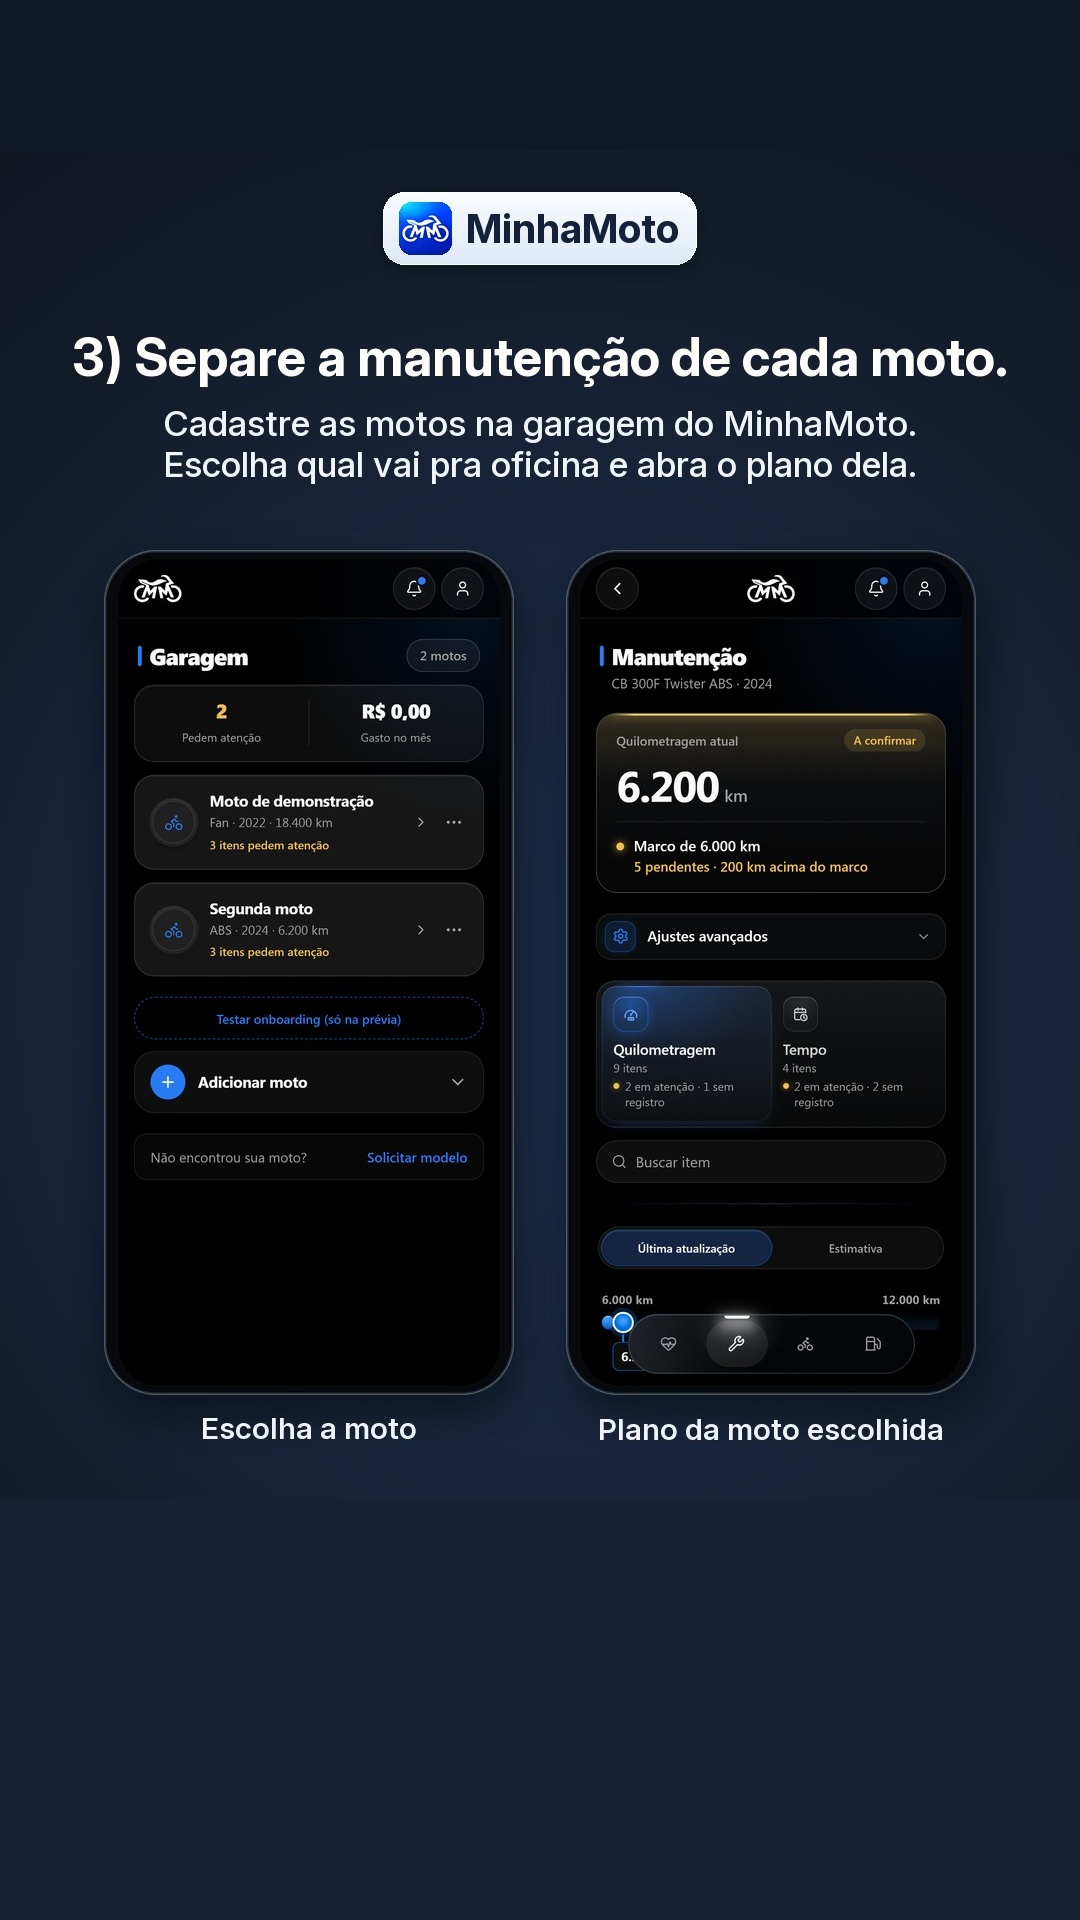 MinhaMoto
3) Separe a manutenção de cada moto.
Cadastre as motos na garagem do MinhaMoto.
Escolha qual vai pra oficina e abra o plano dela.
Garagem
2 motos
2
Pedem atenção
R$ 0,00
Gasto no mês
Moto de demonstração
Fan · 2022 · 18.400 km
3 itens pedem atenção
Segunda moto
ABS · 2024 · 6.200 km
3 itens pedem atenção
Testar onboarding (só na prévia)
Adicionar moto
Não encontrou sua moto?
Solicitar modelo
Escolha a moto
Manutenção
CB 300F Twister ABS · 2024
Quilometragem atual
A confirmar
6.200 km
Marco de 6.000 km
5 pendentes · 200 km acima do marco
Ajustes avançados
Quilometragem
9 itens
2 em atenção · 1 sem
registro
Tempo
4 itens
2 em atenção · 2 sem
registro
Buscar item
Última atualização
Estimativa
6.000 km
12.000 km
Plano da moto escolhida